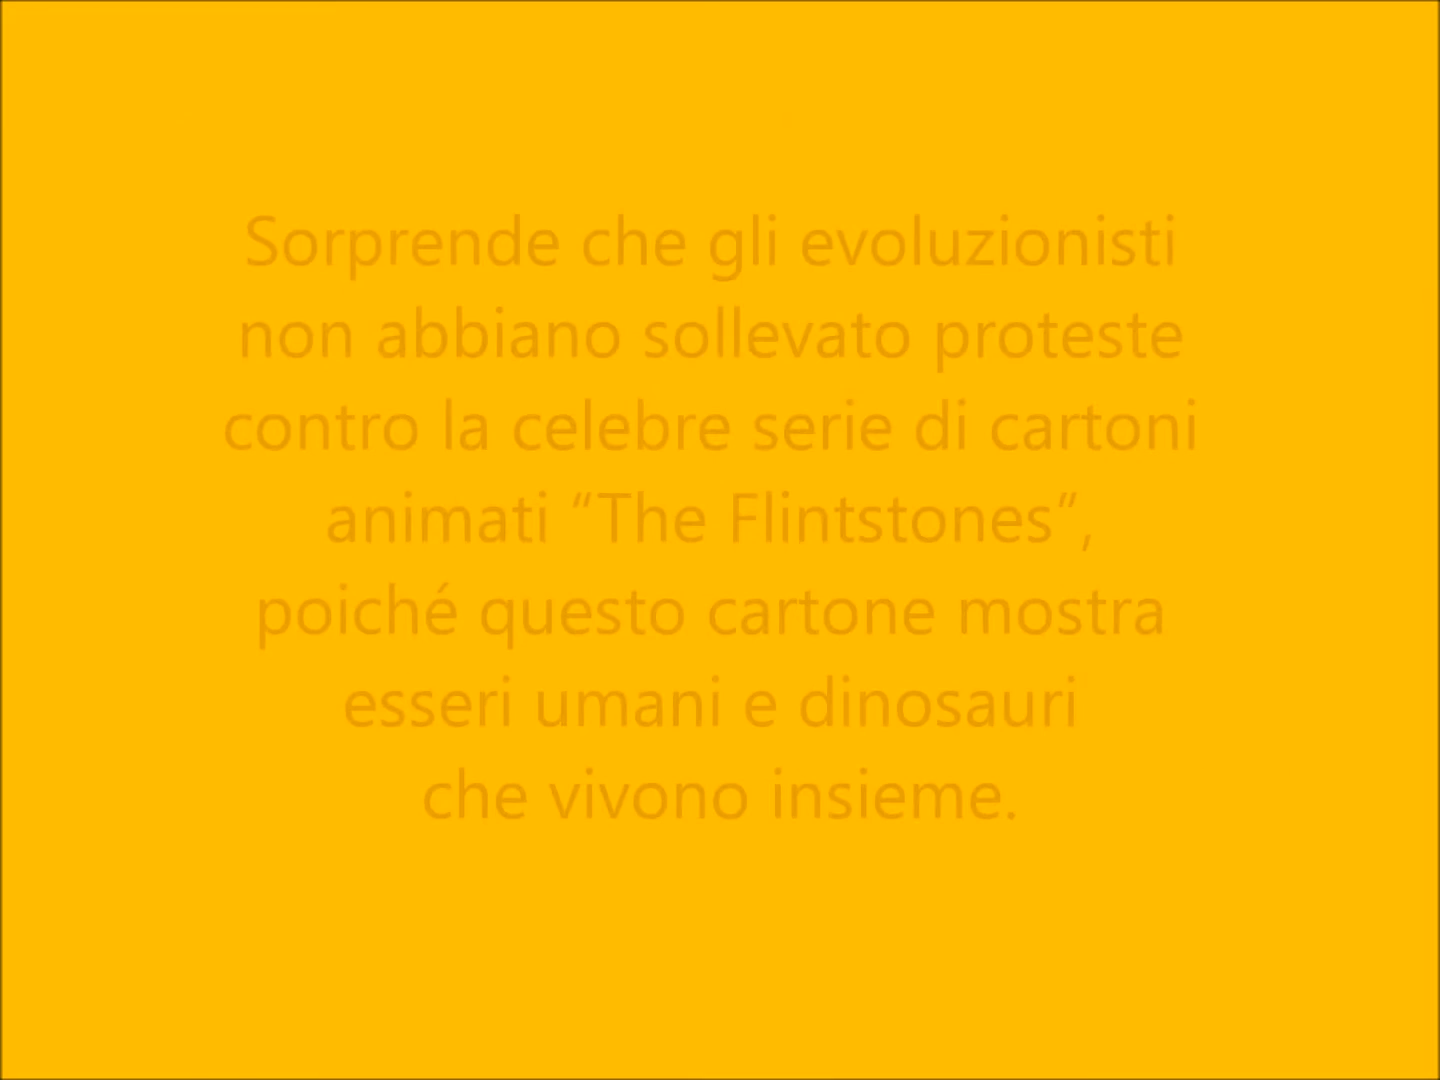 Sorprende che gli evoluzionisti
non abbiano sollevato proteste
contro la celebre serie di cartoni
animati “The Flintstones”,
poiché questo cartone mostra
esseri umani e dinosauri
che vivono insieme.